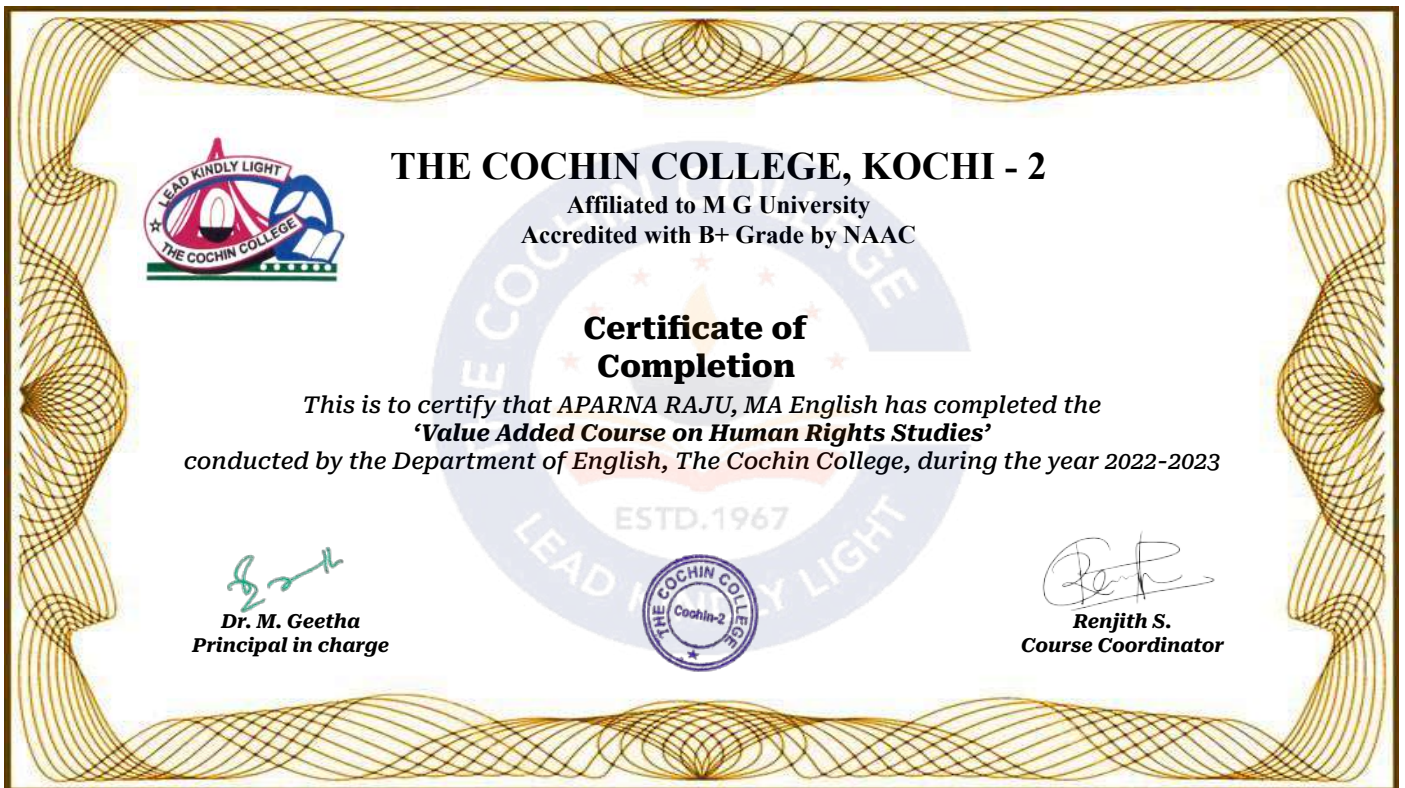 LEAD KINDLY LIGHT
THE COCHIN COLLEGE
THE COCHIN COLLEGE, KOCHI - 2
Affiliated to M G University
Accredited with B+ Grade by NAAC
THE COCHIN COLLEGE
Certificate of
Completion
This is to certify that APARNA RAJU, MA English has completed the
‘Value Added Course on Human Rights Studies’
conducted by the Department of English, The Cochin College, during the year 2022-2023
ESTD.1967
LEAD KINDLY LIGHT
THE COCHIN COLLEGE
Cochin-2
Dr. M. Geetha
Principal in charge
Renjith S.
Course Coordinator